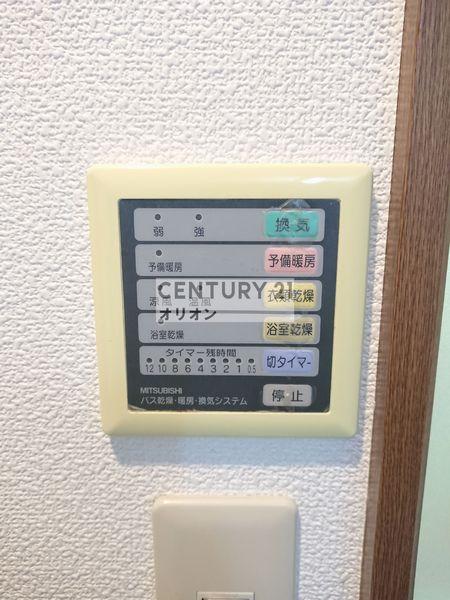 弱 強 換気
予備暖房 予備暖房
涼風 温風 衣類乾燥
CENTURY 21
オリオン
浴室乾燥 浴室乾燥
タイマー残時間
12 10 8 6 4 3 2 1 0.5 切タイマー
MITSUBISHI 停止
バス乾燥・暖房・換気システム